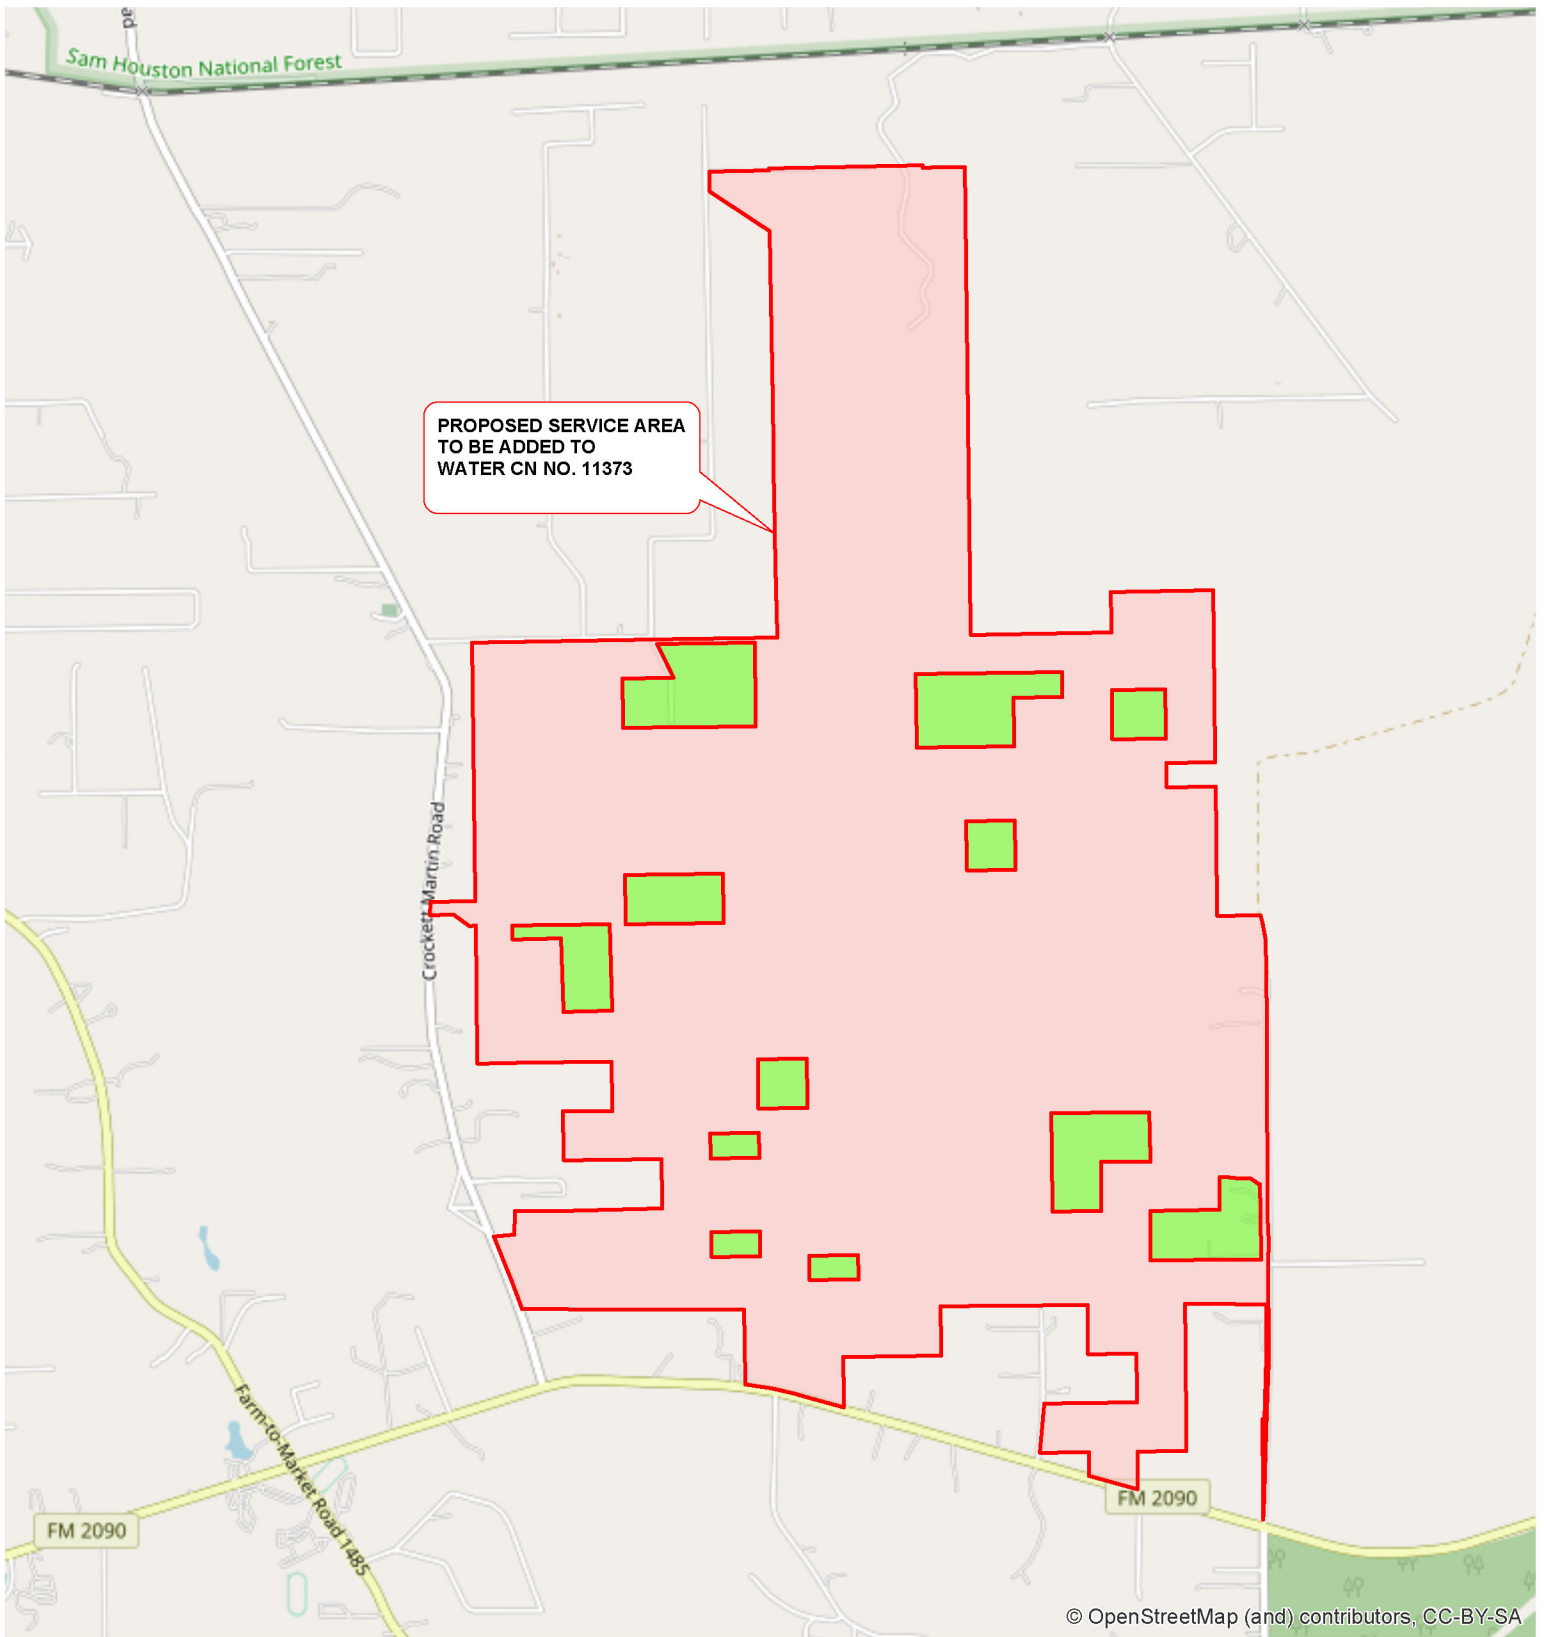 Sam Houston National Forest
PROPOSED SERVICE AREA
TO BE ADDED TO
WATER CN NO. 11373
Crockett Martin Road
Farm-to-Market Road 1485
FM 2090
FM 2090
© OpenStreetMap (and) contributors, CC-BY-SA